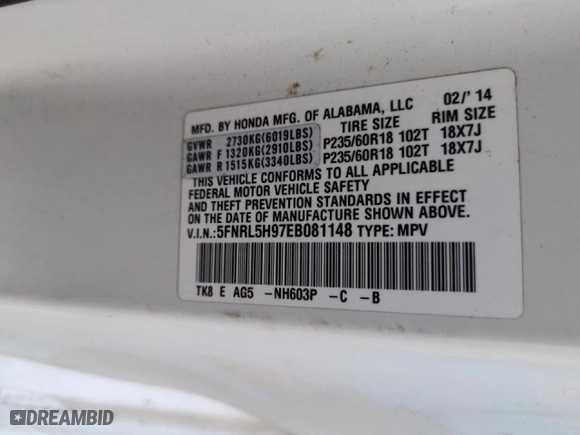 MFD. BY HONDA MFG. OF ALABAMA, LLC 02/' 14
TIRE SIZE RIM SIZE
GVWR 2730KG(6019LBS)
GAWR F 1320KG(2910LBS) P235/60R18 102T 18X7J
GAWR R 1515KG(3340LBS) P235/60R18 102T 18X7J
THIS VEHICLE CONFORMS TO ALL APPLICABLE
FEDERAL MOTOR VEHICLE SAFETY
AND THEFT PREVENTION STANDARDS IN EFFECT
ON THE DATE OF MANUFACTURE SHOWN ABOVE.
V.I.N.:5FNRL5H97EB081148 TYPE: MPV
TK8 E AG5 -NH603P -C -B
DREAMBID